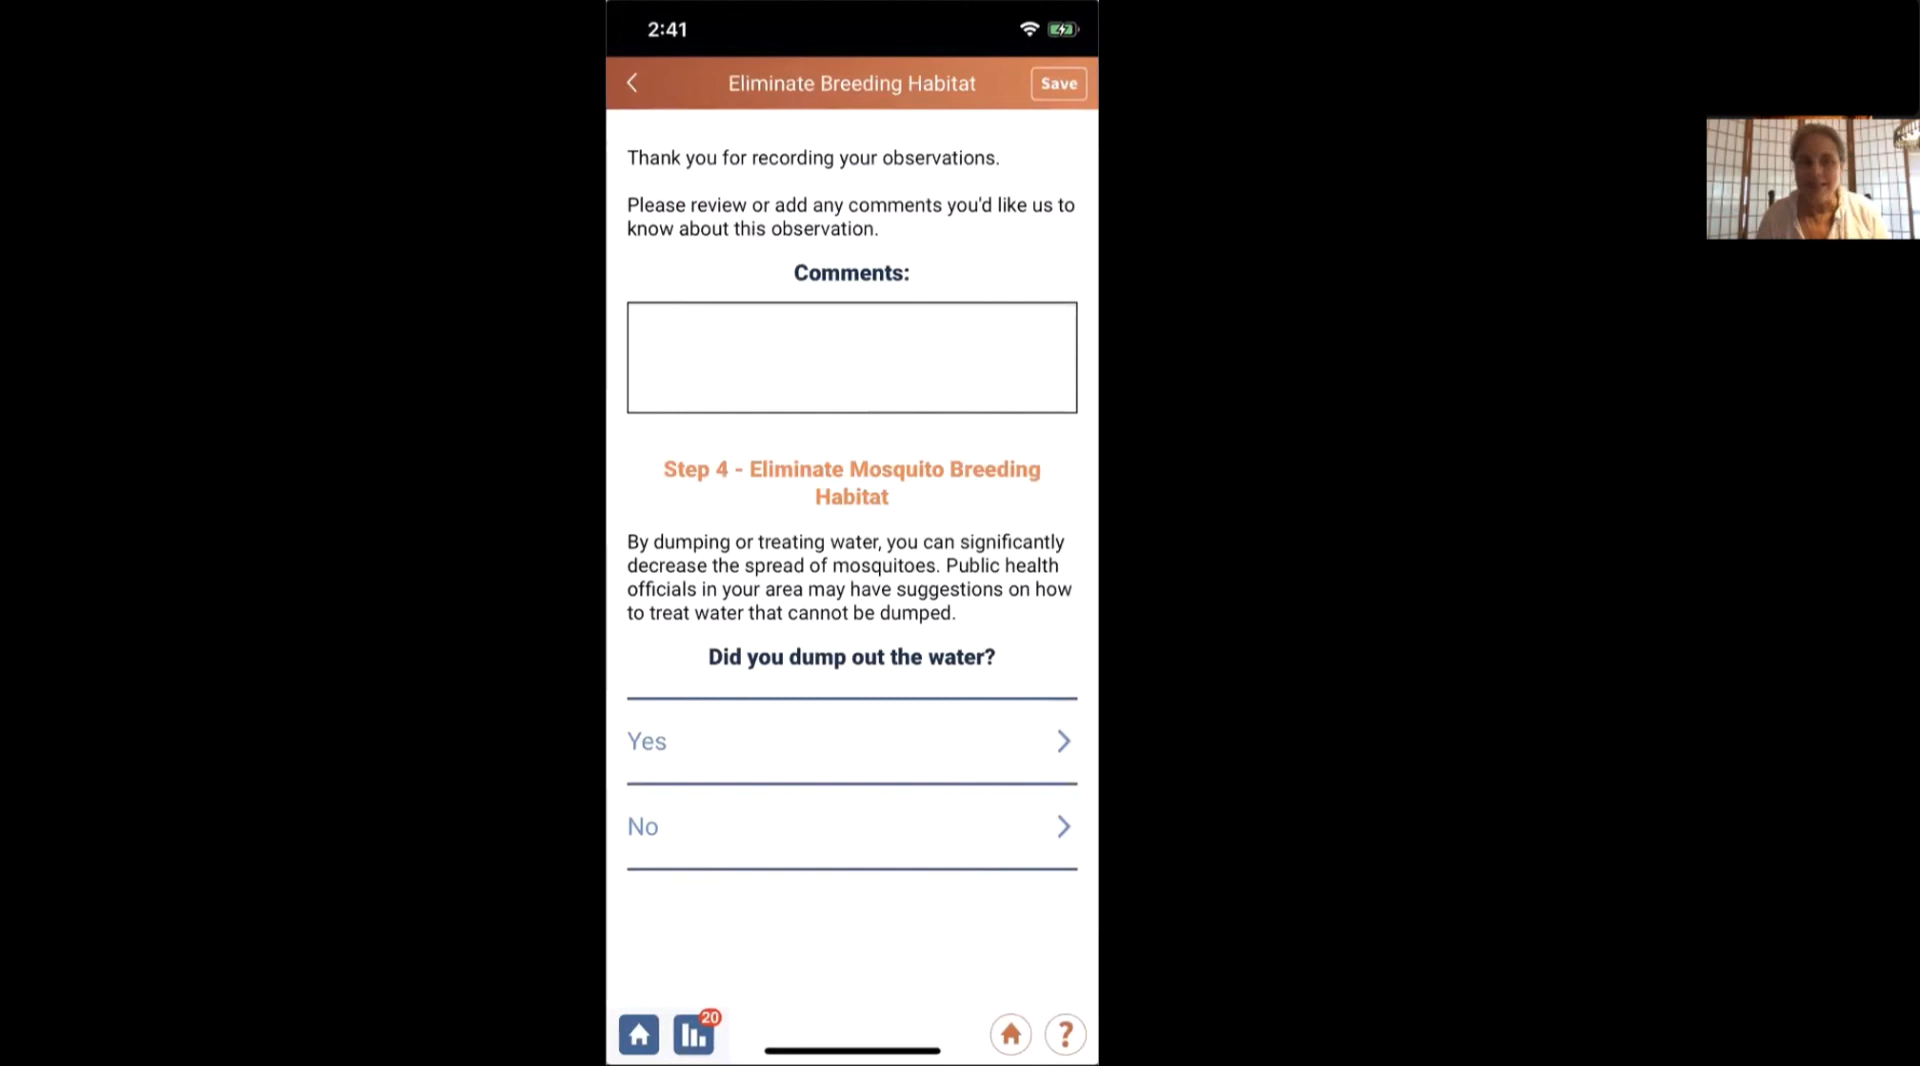 2:41
Eliminate Breeding Habitat
Save
Thank you for recording your observations.
Please review or add any comments you'd like us to
know about this observation.
Comments:
Step 4 - Eliminate Mosquito Breeding
Habitat
By dumping or treating water, you can significantly
decrease the spread of mosquitoes. Public health
officials in your area may have suggestions on how
to treat water that cannot be dumped.
Did you dump out the water?
Yes
No
20
?